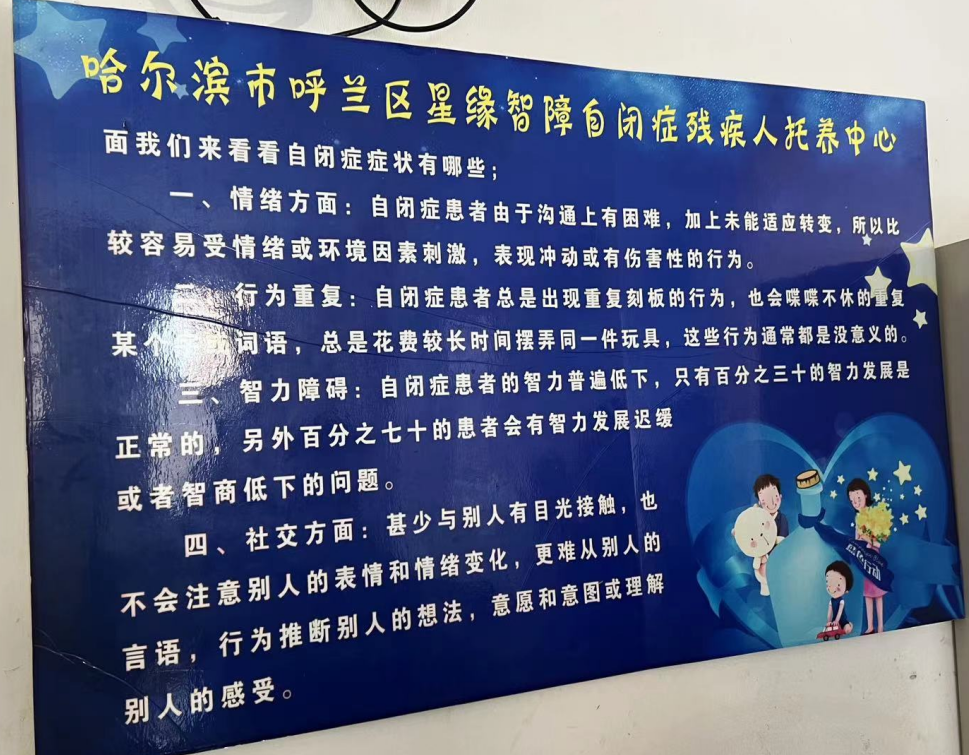 哈尔滨市呼兰区星缘智障自闭症残疾人托养中心
面我们来看看自闭症症状有哪些；
一、情绪方面：自闭症患者由于沟通上有困难，加上未能适应转变，所以比
较容易受情绪或环境因素刺激，表现冲动或有伤害性的行为。
二、行为重复：自闭症患者总是出现重复刻板的行为，也会喋喋不休的重复
某个词语，总是花费较长时间摆弄同一件玩具，这些行为通常都是没意义的。
三、智力障碍：自闭症患者的智力普遍低下，只有百分之三十的智力发展是
正常的，另外百分之七十的患者会有智力发展迟缓
或者智商低下的问题。
四、社交方面：甚少与别人有目光接触，也
不会注意别人的表情和情绪变化，更难从别人的
言语，行为推断别人的想法，意愿和意图或理解
别人的感受。
行动